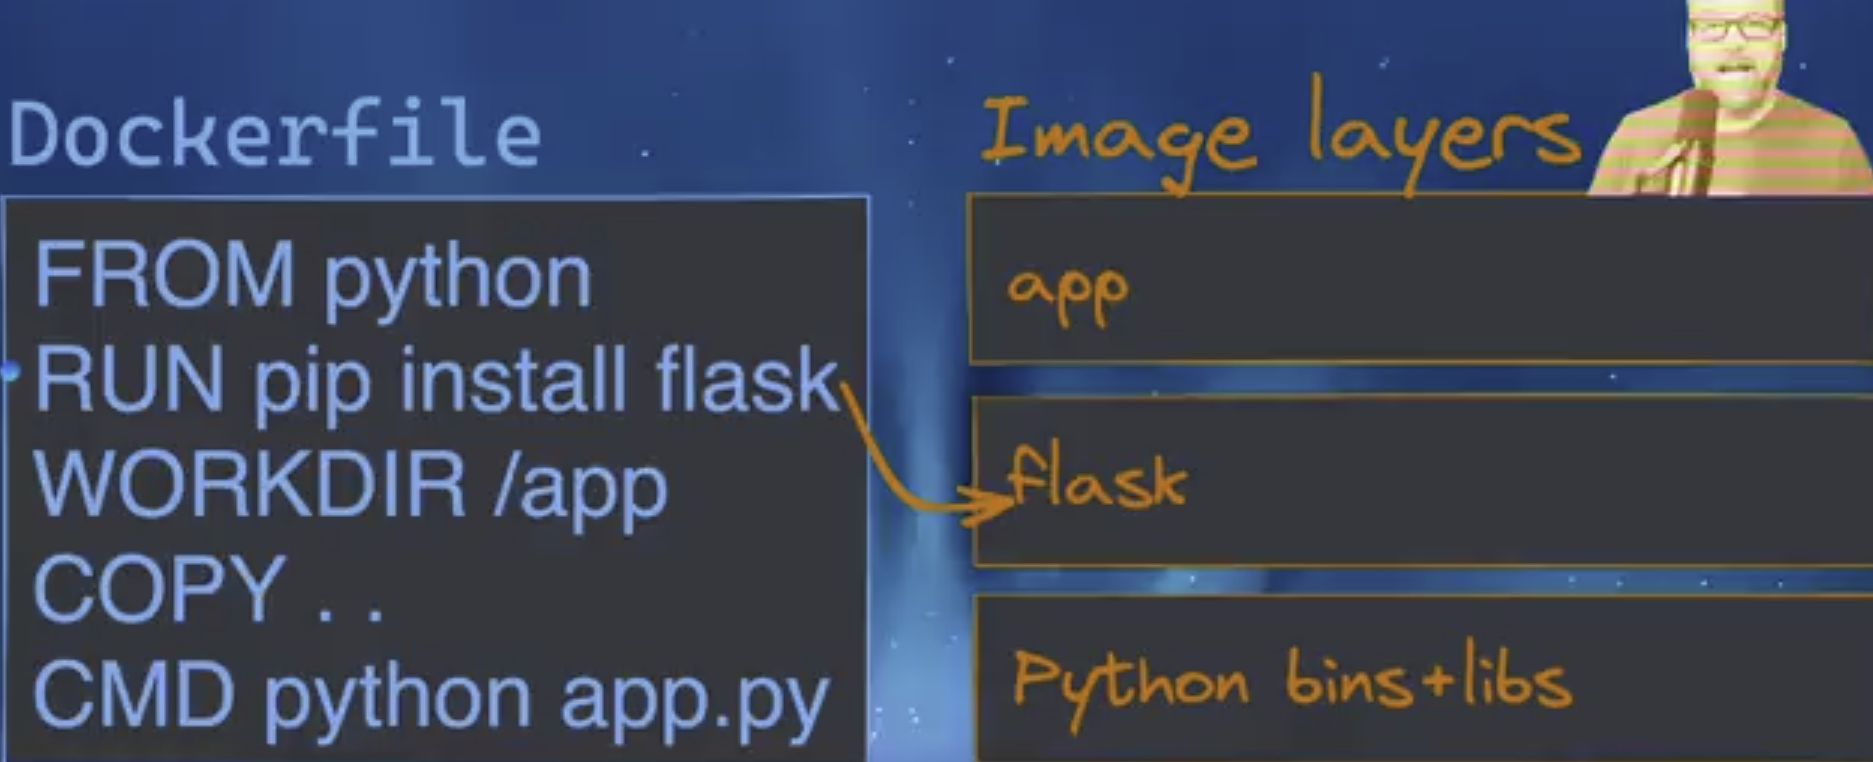 Dockerfile
FROM python
RUN pip install flask
WORKDIR /app
COPY . .
CMD python app.py
Image layers
app
flask
Python bins+libs